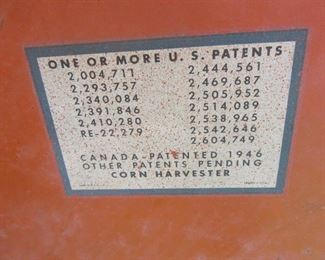 ONE OR MORE U. S. PATENTS
2,004,711 2,444,561
2,293,757 2,469,687
2,340,084 2,505,952
2,391,846 2,514,089
2,410,280 2,538,965
RE-22,279 2,542,646
2,604,749
CANADA-PATENTED 1946
OTHER PATENTS PENDING
CORN HARVESTER